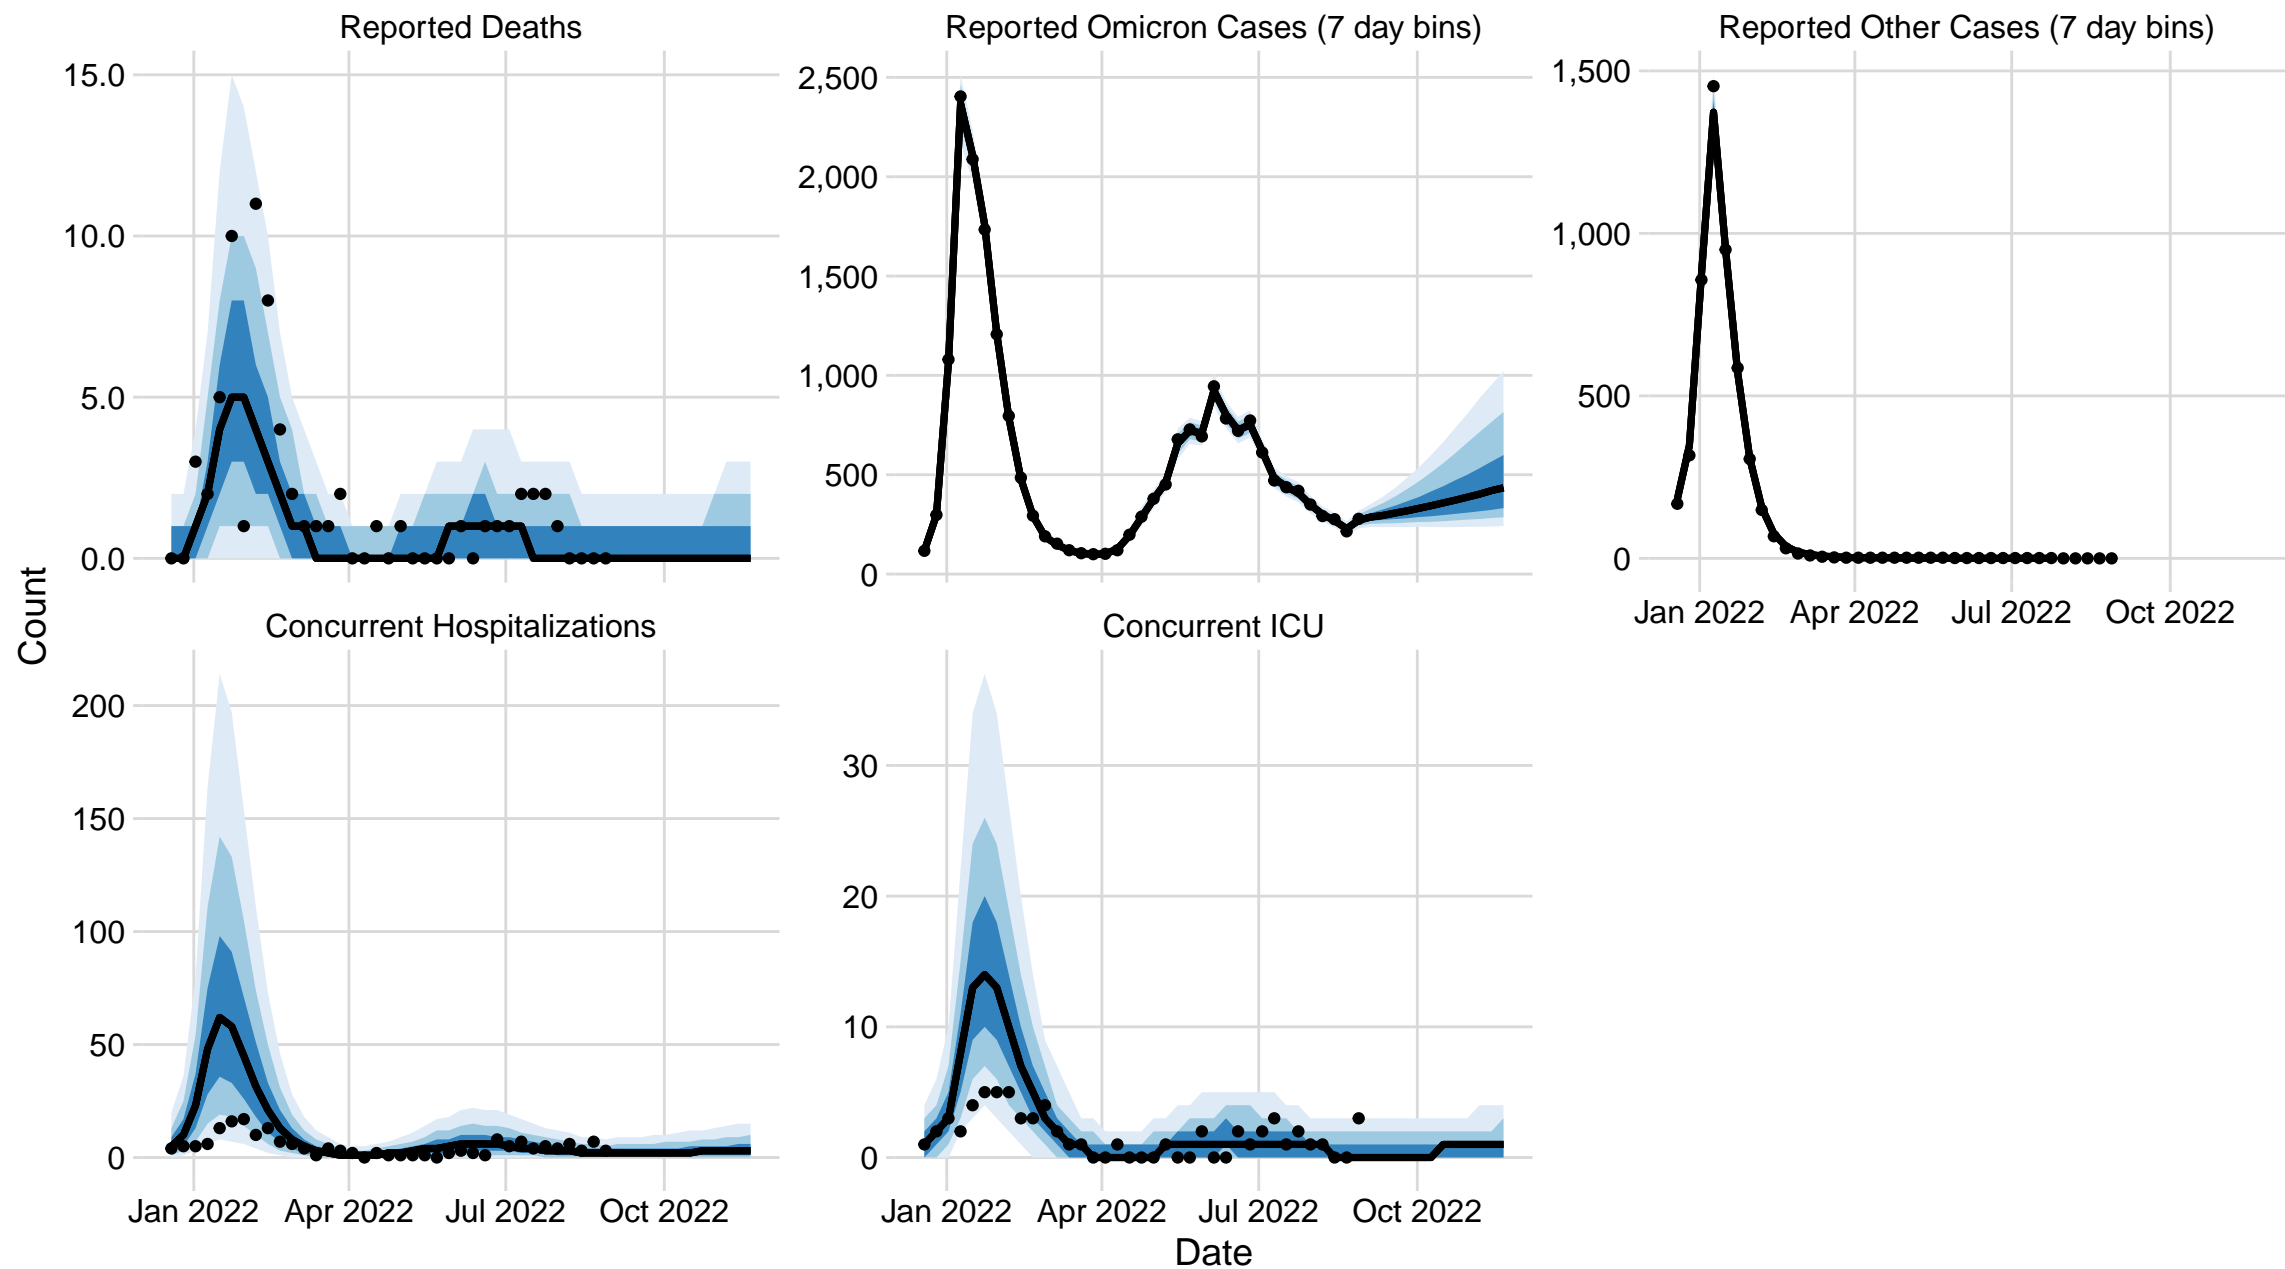 Reported Deaths
Reported Omicron Cases (7 day bins)
Reported Other Cases (7 day bins)
15.0
10.0
5.0
0.0
2,500
2,000
1,500
1,000
500
0
1,500
1,000
500
0
Jan 2022 Apr 2022 Jul 2022 Oct 2022
Count
Concurrent Hospitalizations
Concurrent ICU
200
150
100
50
0
30
20
10
0
Jan 2022 Apr 2022 Jul 2022 Oct 2022
Jan 2022 Apr 2022 Jul 2022 Oct 2022
Date